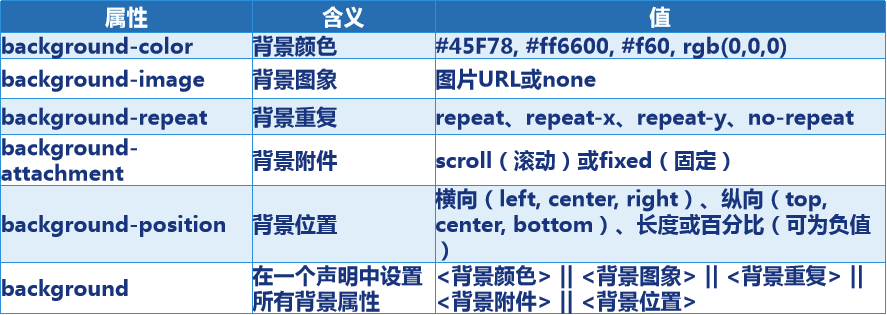 属性 含义 值
background-color 背景颜色 #45F78, #ff6600, #f60, rgb(0,0,0)
background-image 背景图象 图片URL或none
background-repeat 背景重复 repeat、repeat-x、repeat-y、no-repeat
background-
attachment 背景附件 scroll（滚动）或fixed（固定）
background-position 背景位置 横向（left, center, right）、纵向（top,
center, bottom）、长度或百分比（可为负值
）
background 在一个声明中设置 <背景颜色> || <背景图象> || <背景重复> ||
所有背景属性 <背景附件> || <背景位置>